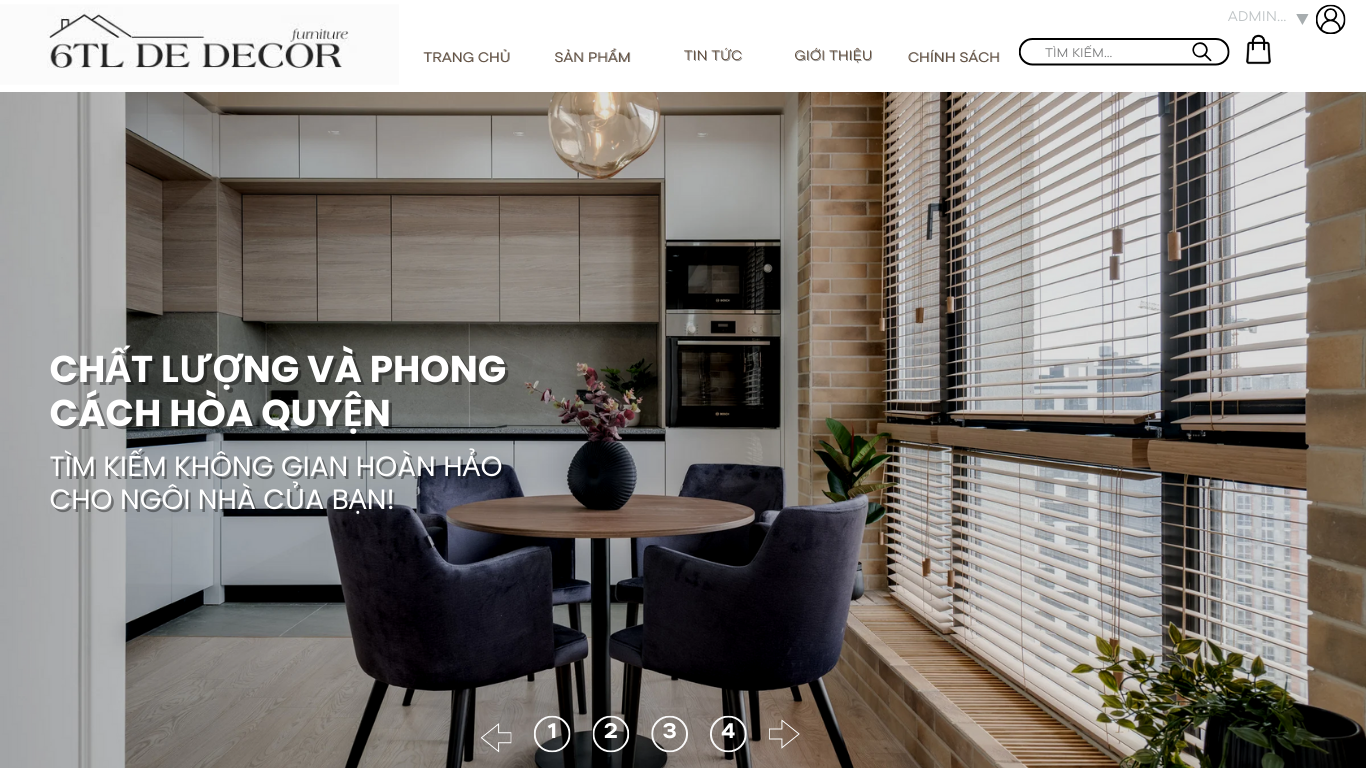 ADMIN...
furniture
6TL DE DECOR
TRANG CHỦ SẢN PHẨM TIN TỨC GIỚI THIỆU CHÍNH SÁCH TÌM KIẾM...
CHẤT LƯỢNG VÀ PHONG
CÁCH HÒA QUYỆN
TÌM KIẾM KHÔNG GIAN HOÀN HẢO
CHO NGÔI NHÀ CỦA BẠN!
1 2 3 4